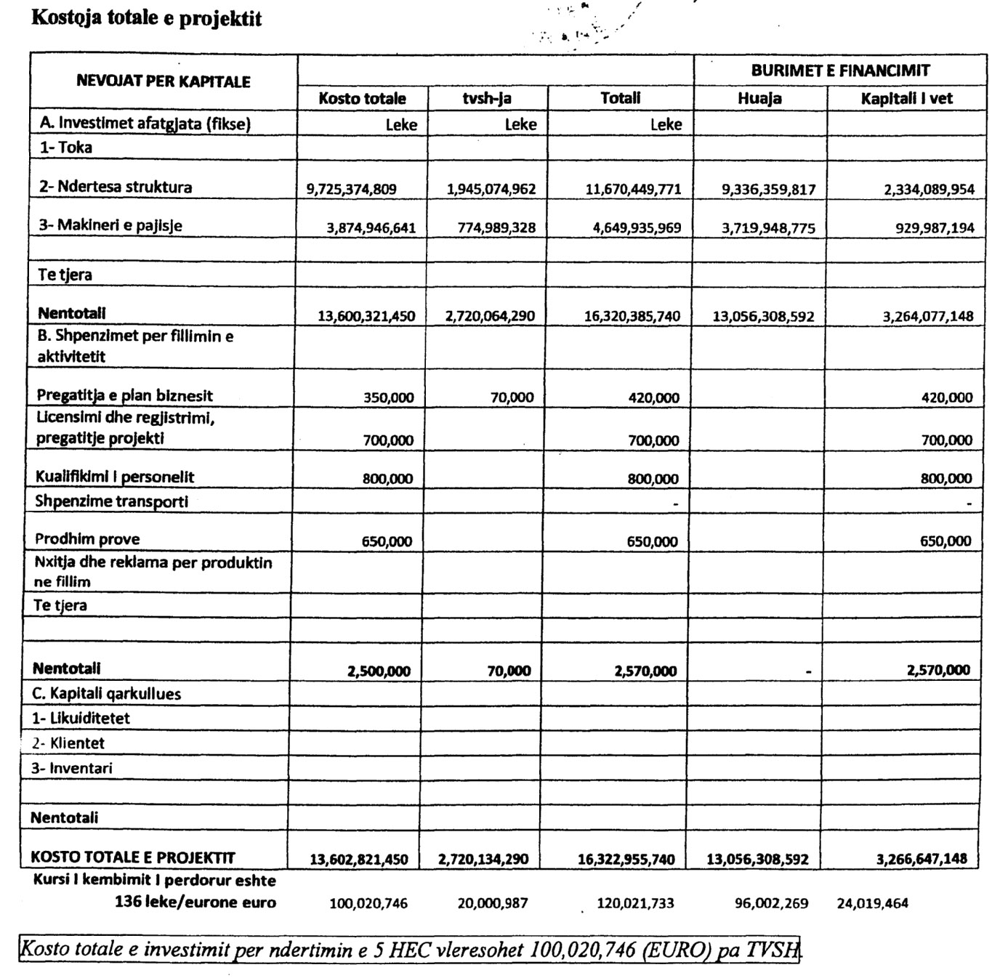 Kostoja totale e projektit
NEVOJAT PER KAPITALE BURIMET E FINANCIMIT
Kosto totale tvsh-ja Totali Huaja Kapitali I vet
A. Investimet afatgjata (fikse) Leke Leke Leke
1- Toka
2- Ndertesa struktura 9,725,374,809 1,945,074,962 11,670,449,771 9,336,359,817 2,334,089,954
3- Makineri e pajisje 3,874,946,641 774,989,328 4,649,935,969 3,719,948,775 929,987,194
Te tjera
Nentotali 13,600,321,450 2,720,064,290 16,320,385,740 13,056,308,592 3,264,077,148
B. Shpenzimet per fillimin e
aktivitetit
Pregatitja e plan biznesit 350,000 70,000 420,000 420,000
Licensimi dhe regjistrimi,
pregatitje projekti 700,000 700,000 700,000
Kualifikimi I personelit 800,000 800,000 800,000
Shpenzime transporti - -
Prodhim prove 650,000 650,000 650,000
Nxitja dhe reklama per produktin
ne fillim
Te tjera
Nentotali 2,500,000 70,000 2,570,000 - 2,570,000
C. Kapitali qarkullues
1- Likuiditetet
2- Klientet
3- Inventari
Nentotali
KOSTO TOTALE E PROJEKTIT 13,602,821,450 2,720,134,290 16,322,955,740 13,056,308,592 3,266,647,148
Kursi I kembimit I perdorur eshte
136 leke/eurone euro 100,020,746 20,000,987 120,021,733 96,002,269 24,019,464
Kosto totale e investimit per ndertimin e 5 HEC vleresohet 100,020,746 (EURO) pa TVSH.